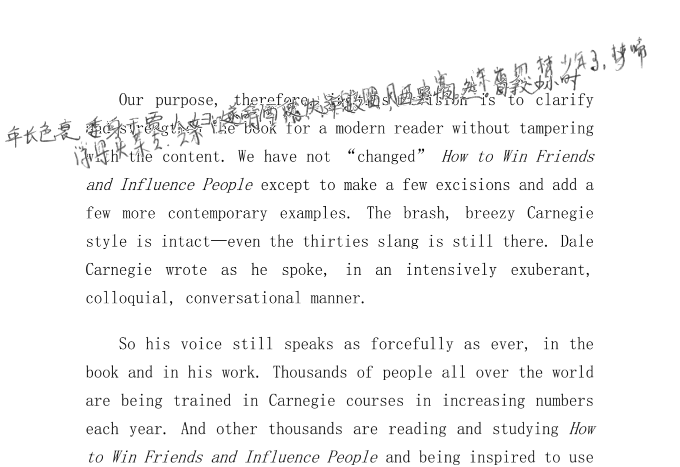 Our purpose, therefore, is to clarify
and the book for a modern reader without tampering
with the content. We have not “changed” How to Win Friends
and Influence People except to make a few excisions and add a
few more contemporary examples. The brash, breezy Carnegie
style is intact—even the thirties slang is still there. Dale
Carnegie wrote as he spoke, in an intensively exuberant,
colloquial, conversational manner.
So his voice still speaks as forcefully as ever, in the
book and in his work. Thousands of people all over the world
are being trained in Carnegie courses in increasing numbers
each year. And other thousands are reading and studying How
to Win Friends and Influence People and being inspired to use
年长色衰